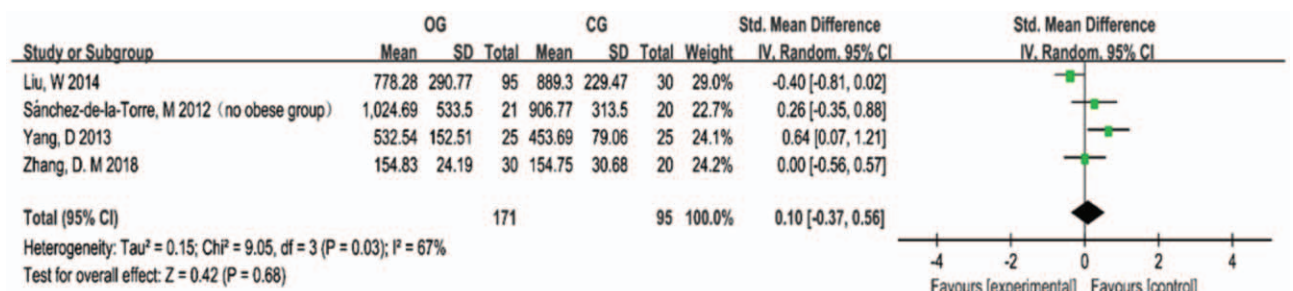 OG CG Std. Mean Difference Std. Mean Difference
Study or Subgroup Mean SD Total Mean SD Total Weight IV, Random, 95% CI IV, Random, 95% CI
Liu, W 2014 778.28 290.77 95 889.3 229.47 30 29.0% -0.40 [-0.81, 0.02]
Sánchez-de-la-Torre, M 2012（no obese group） 1,024.69 533.5 21 906.77 313.5 20 22.7% 0.26 [-0.35, 0.88]
Yang, D 2013 532.54 152.51 25 453.69 79.06 25 24.1% 0.64 [0.07, 1.21]
Zhang, D. M 2018 154.83 24.19 30 154.75 30.68 20 24.2% 0.00 [-0.56, 0.57]
Total (95% CI) 171 95 100.0% 0.10 [-0.37, 0.56]
Heterogeneity: Tau² = 0.15; Chi² = 9.05, df = 3 (P = 0.03); I² = 67%
Test for overall effect: Z = 0.42 (P = 0.68)
-4 -2 0 2 4
Favours [experimental] Favours [control]